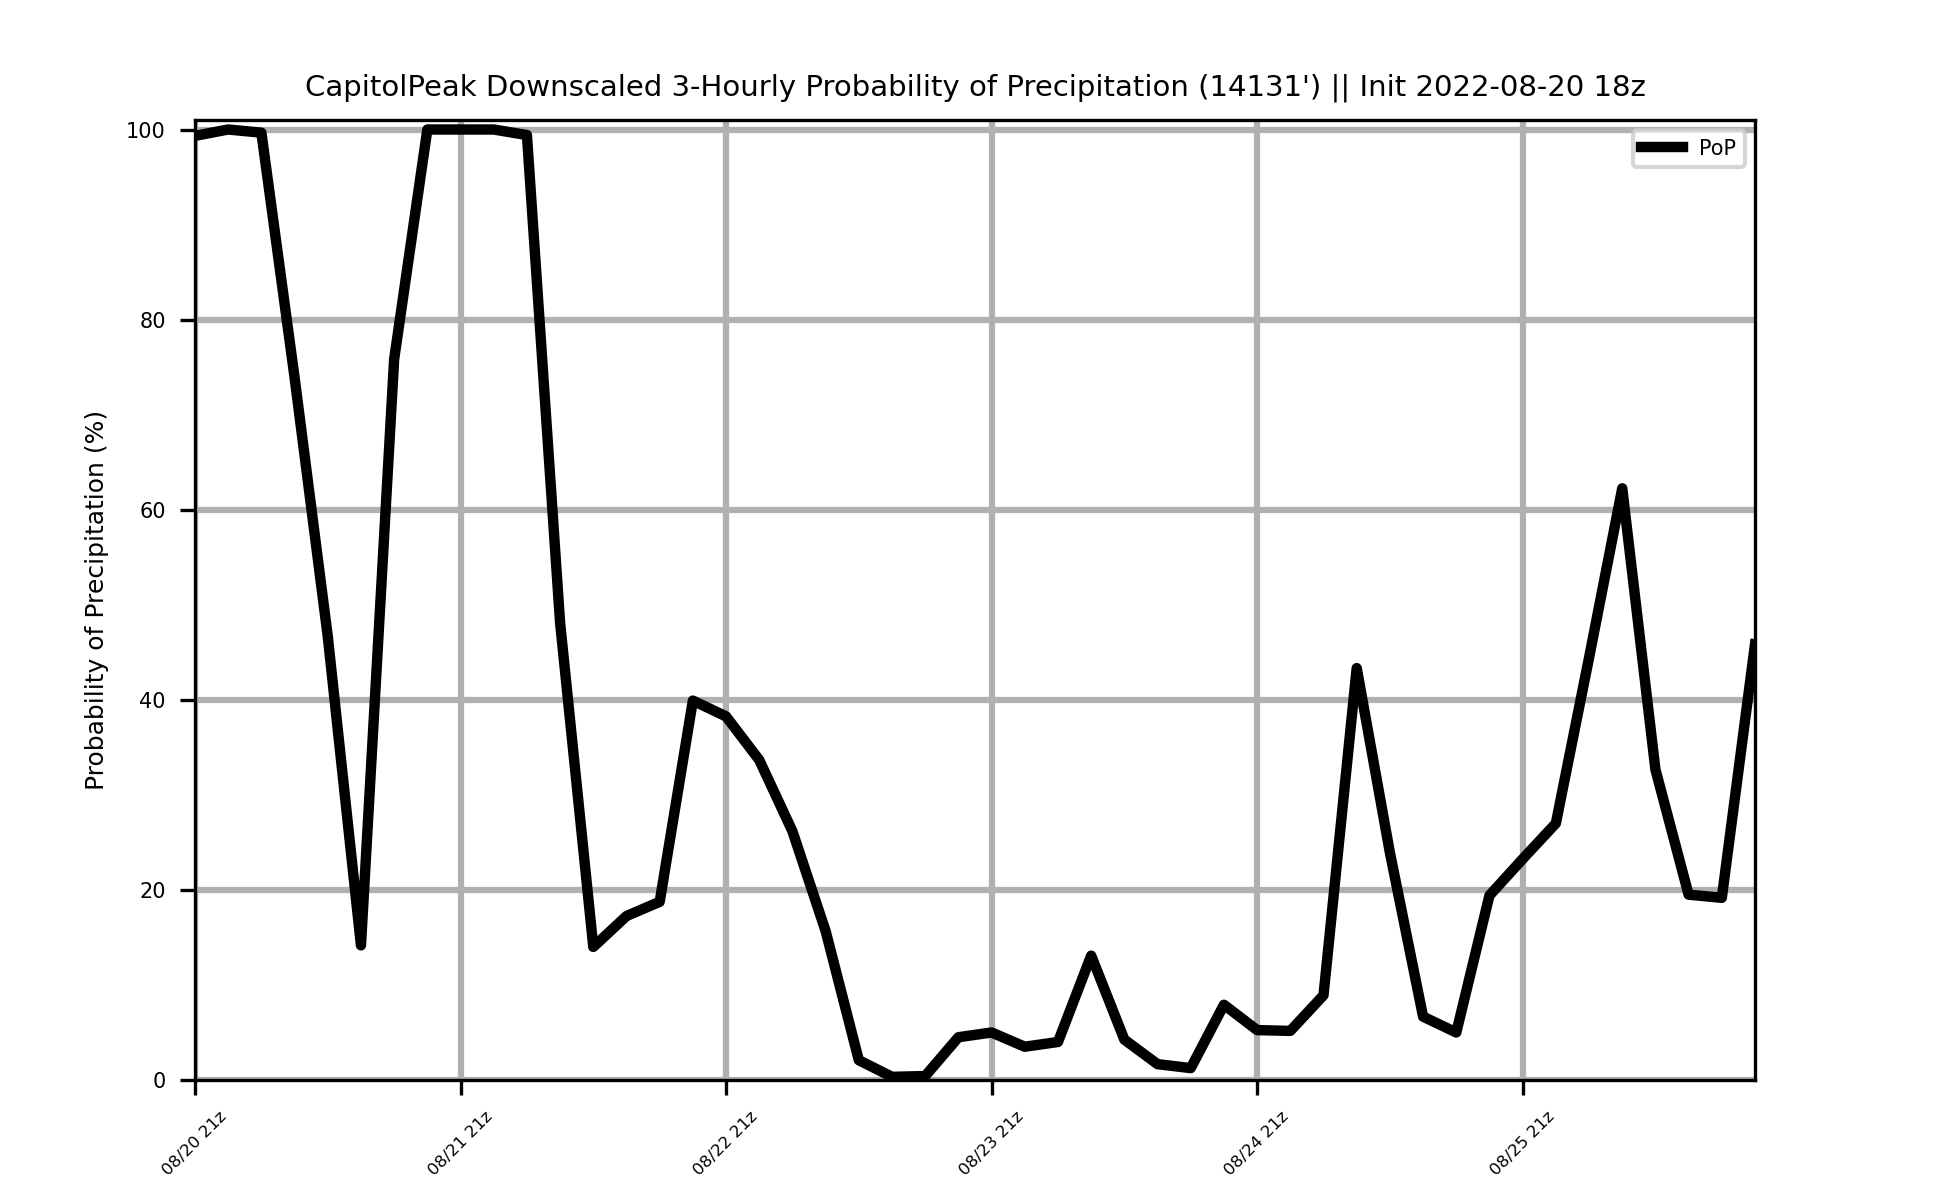 CapitolPeak Downscaled 3-Hourly Probability of Precipitation (14131') || Init 2022-08-20 18z
PoP
Probability of Precipitation (%)
100
80
60
40
20
0
08/20 21z
08/21 21z
08/22 21z
08/23 21z
08/24 21z
08/25 21z